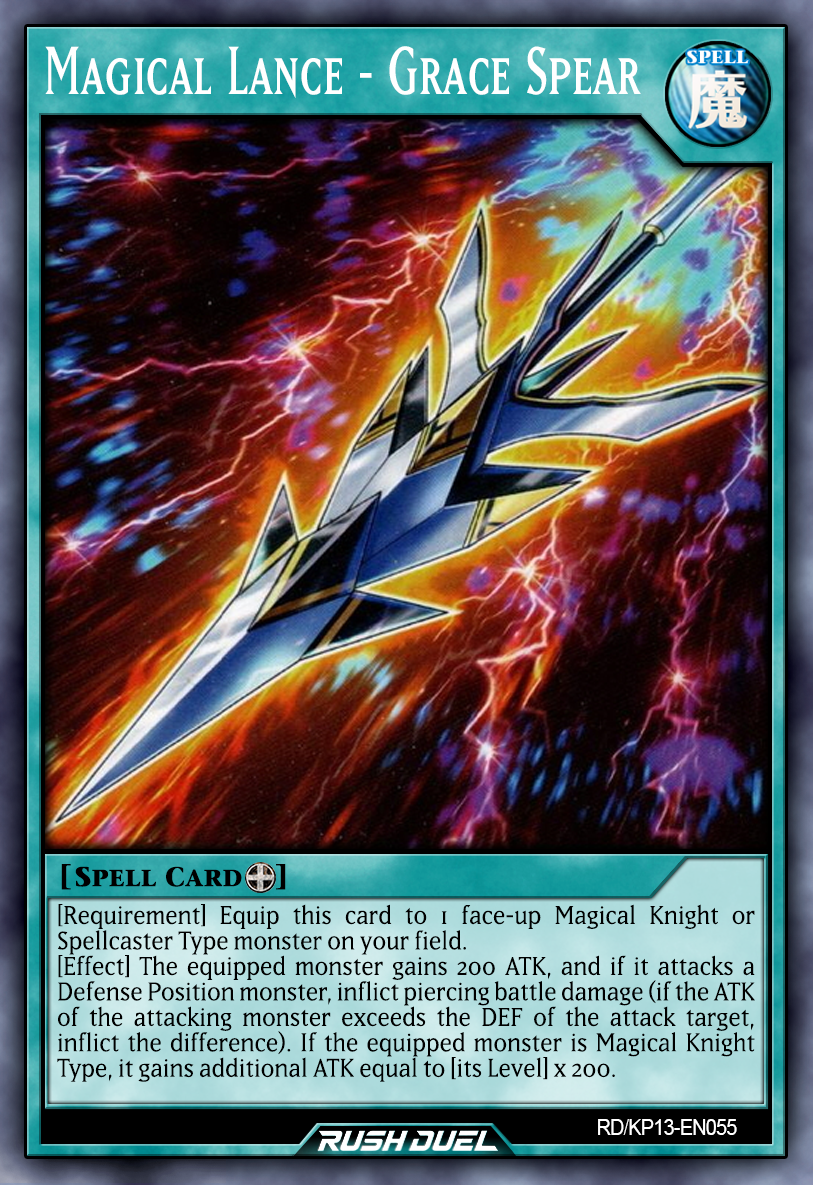 Magical Lance - Grace Spear
SPELL
魔
[Spell Card]
[Requirement] Equip this card to 1 face-up Magical Knight or
Spellcaster Type monster on your field.
[Effect] The equipped monster gains 200 ATK, and if it attacks a
Defense Position monster, inflict piercing battle damage (if the ATK
of the attacking monster exceeds the DEF of the attack target,
inflict the difference). If the equipped monster is Magical Knight
Type, it gains additional ATK equal to [its Level] x 200.
RD/KP13-EN055
RUSH DUEL